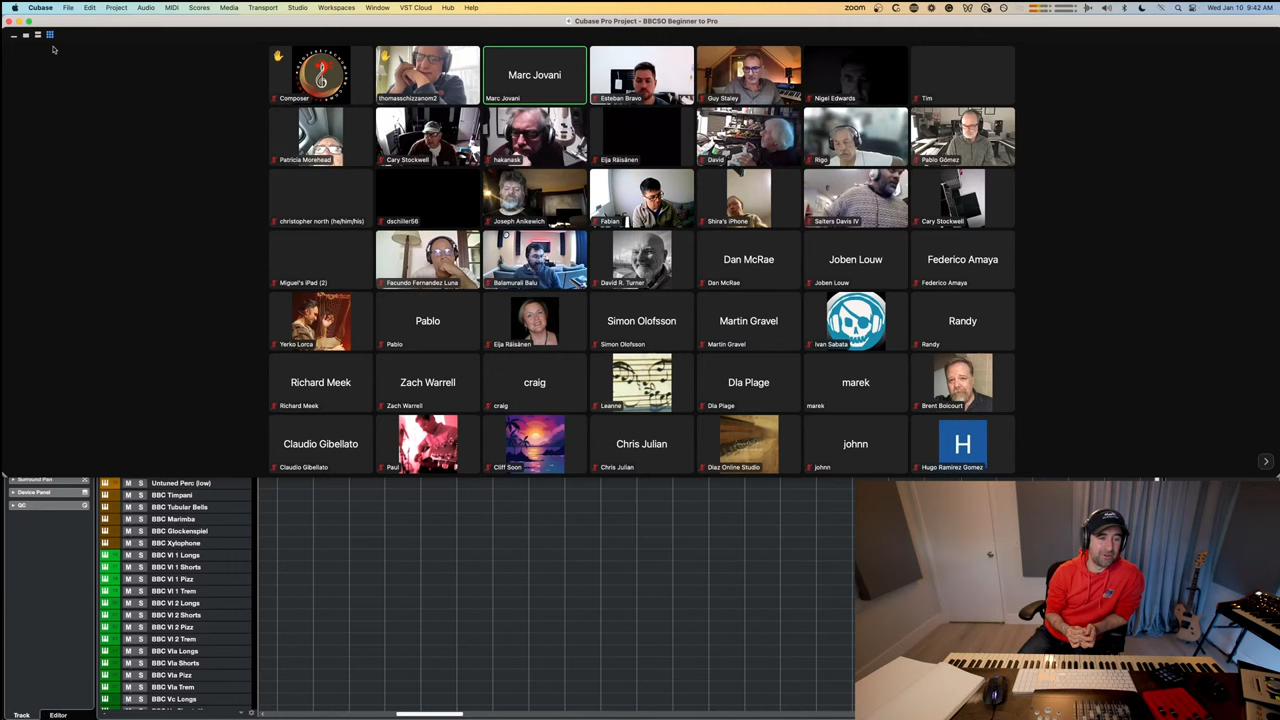 Cubase File Edit Project Audio MIDI Scores Media Transport Studio Workspaces Window VST Cloud Hub Help zoom Wed Jan 10 9:42 AM
Cubase Pro Project - BBCSO Beginner to Pro
Marc Jovani
Composer thomasschizzanom2 Marc Jovani Esteban Bravo Guy Staley Nigel Edwards Tim
Patricia Morehead Cary Stockwell hakanask Eija Räisänen David Rigo Pablo Gómez
christopher north (he/him/his) dschiller56 Joseph Anikewich Fabian Shira's iPhone Salters Davis IV Cary Stockwell
Dan McRae Joben Louw Federico Amaya
Miguel's iPad (2) Facundo Fernandez Luna Balamurali Balu David R. Turner Dan McRae Joben Louw Federico Amaya
Pablo Simon Olofsson Martin Gravel Randy
Yerko Lorca Pablo Eija Räisänen Simon Olofsson Martin Gravel Ivan Sabata Randy
Richard Meek Zach Warrell craig Dla Plage marek
Richard Meek Zach Warrell craig Leanne Dla Plage marek Brent Boicourt
Claudio Gibellato Chris Julian johnn H
Claudio Gibellato Paul Cliff Soon Chris Julian Diaz Online Studio johnn Hugo Ramirez Gomez
Surround Pan
Device Panel
QC
M S Untuned Perc (low)
M S BBC Timpani
M S BBC Tubular Bells
M S BBC Marimba
M S BBC Glockenspiel
M S BBC Xylophone
M S BBC Vl 1 Longs
M S BBC Vl 1 Shorts
M S BBC Vl 1 Pizz
M S BBC Vl 1 Trem
M S BBC Vl 2 Longs
M S BBC Vl 2 Shorts
M S BBC Vl 2 Pizz
M S BBC Vl 2 Trem
M S BBC Vla Longs
M S BBC Vla Shorts
M S BBC Vla Pizz
M S BBC Vla Trem
M S BBC Vc Longs
Track Editor